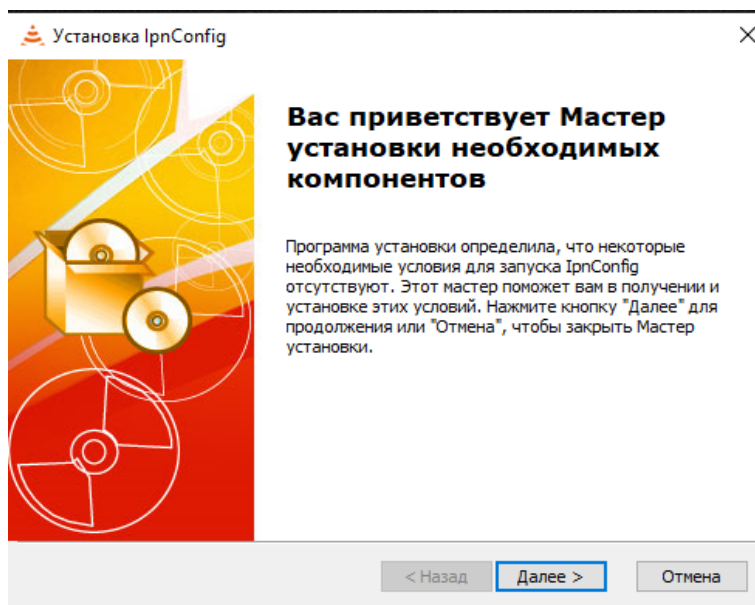 Установка IpnConfig
Вас приветствует Мастер
установки необходимых
компонентов
Программа установки определила, что некоторые
необходимые условия для запуска IpnConfig
отсутствуют. Этот мастер поможет вам в получении и
установке этих условий. Нажмите кнопку "Далее" для
продолжения или "Отмена", чтобы закрыть Мастер
установки.
< Назад
Далее >
Отмена